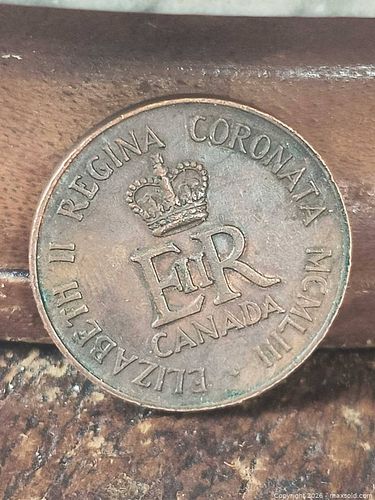 ELIZABETH II REGINA CORONATA MCMLIII ·
EIIR
CANADA
Copyright 2026 - maxsold.com